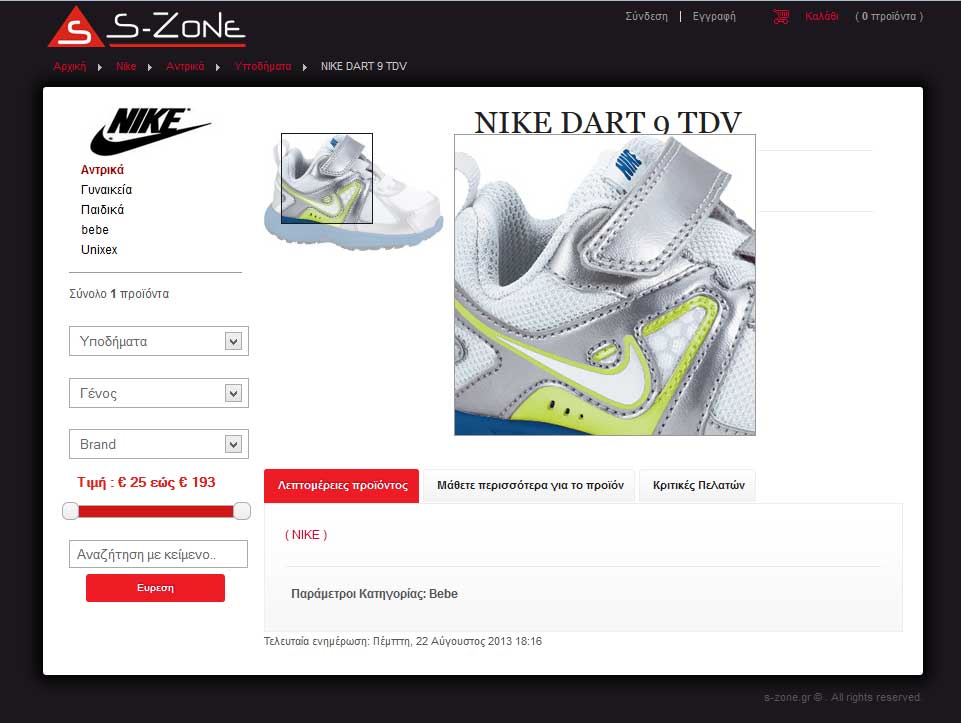 S-ZONE
Σύνδεση | Εγγραφή Καλάθι ( 0 προϊόντα )
Αρχική Nike Αντρικά Υποδήματα NIKE DART 9 TDV
NIKE
Αντρικά
Γυναικεία
Παιδικά
bebe
Unixex
Σύνολο 1 προϊόντα
Υποδήματα
Γένος
Brand
Τιμή : € 25 εώς € 193
Αναζήτηση με κείμενο..
Ευρεση
NIKE DART 9 TDV
NIKE
Λεπτομέρειες προϊόντος Μάθετε περισσότερα για το προϊόν Κριτικές Πελατών
( NIKE )
Παράμετροι Κατηγορίας: Bebe
Τελευταία ενημέρωση: Πέμπτη, 22 Αύγουστος 2013 18:16
s-zone.gr © . All rights reserved.